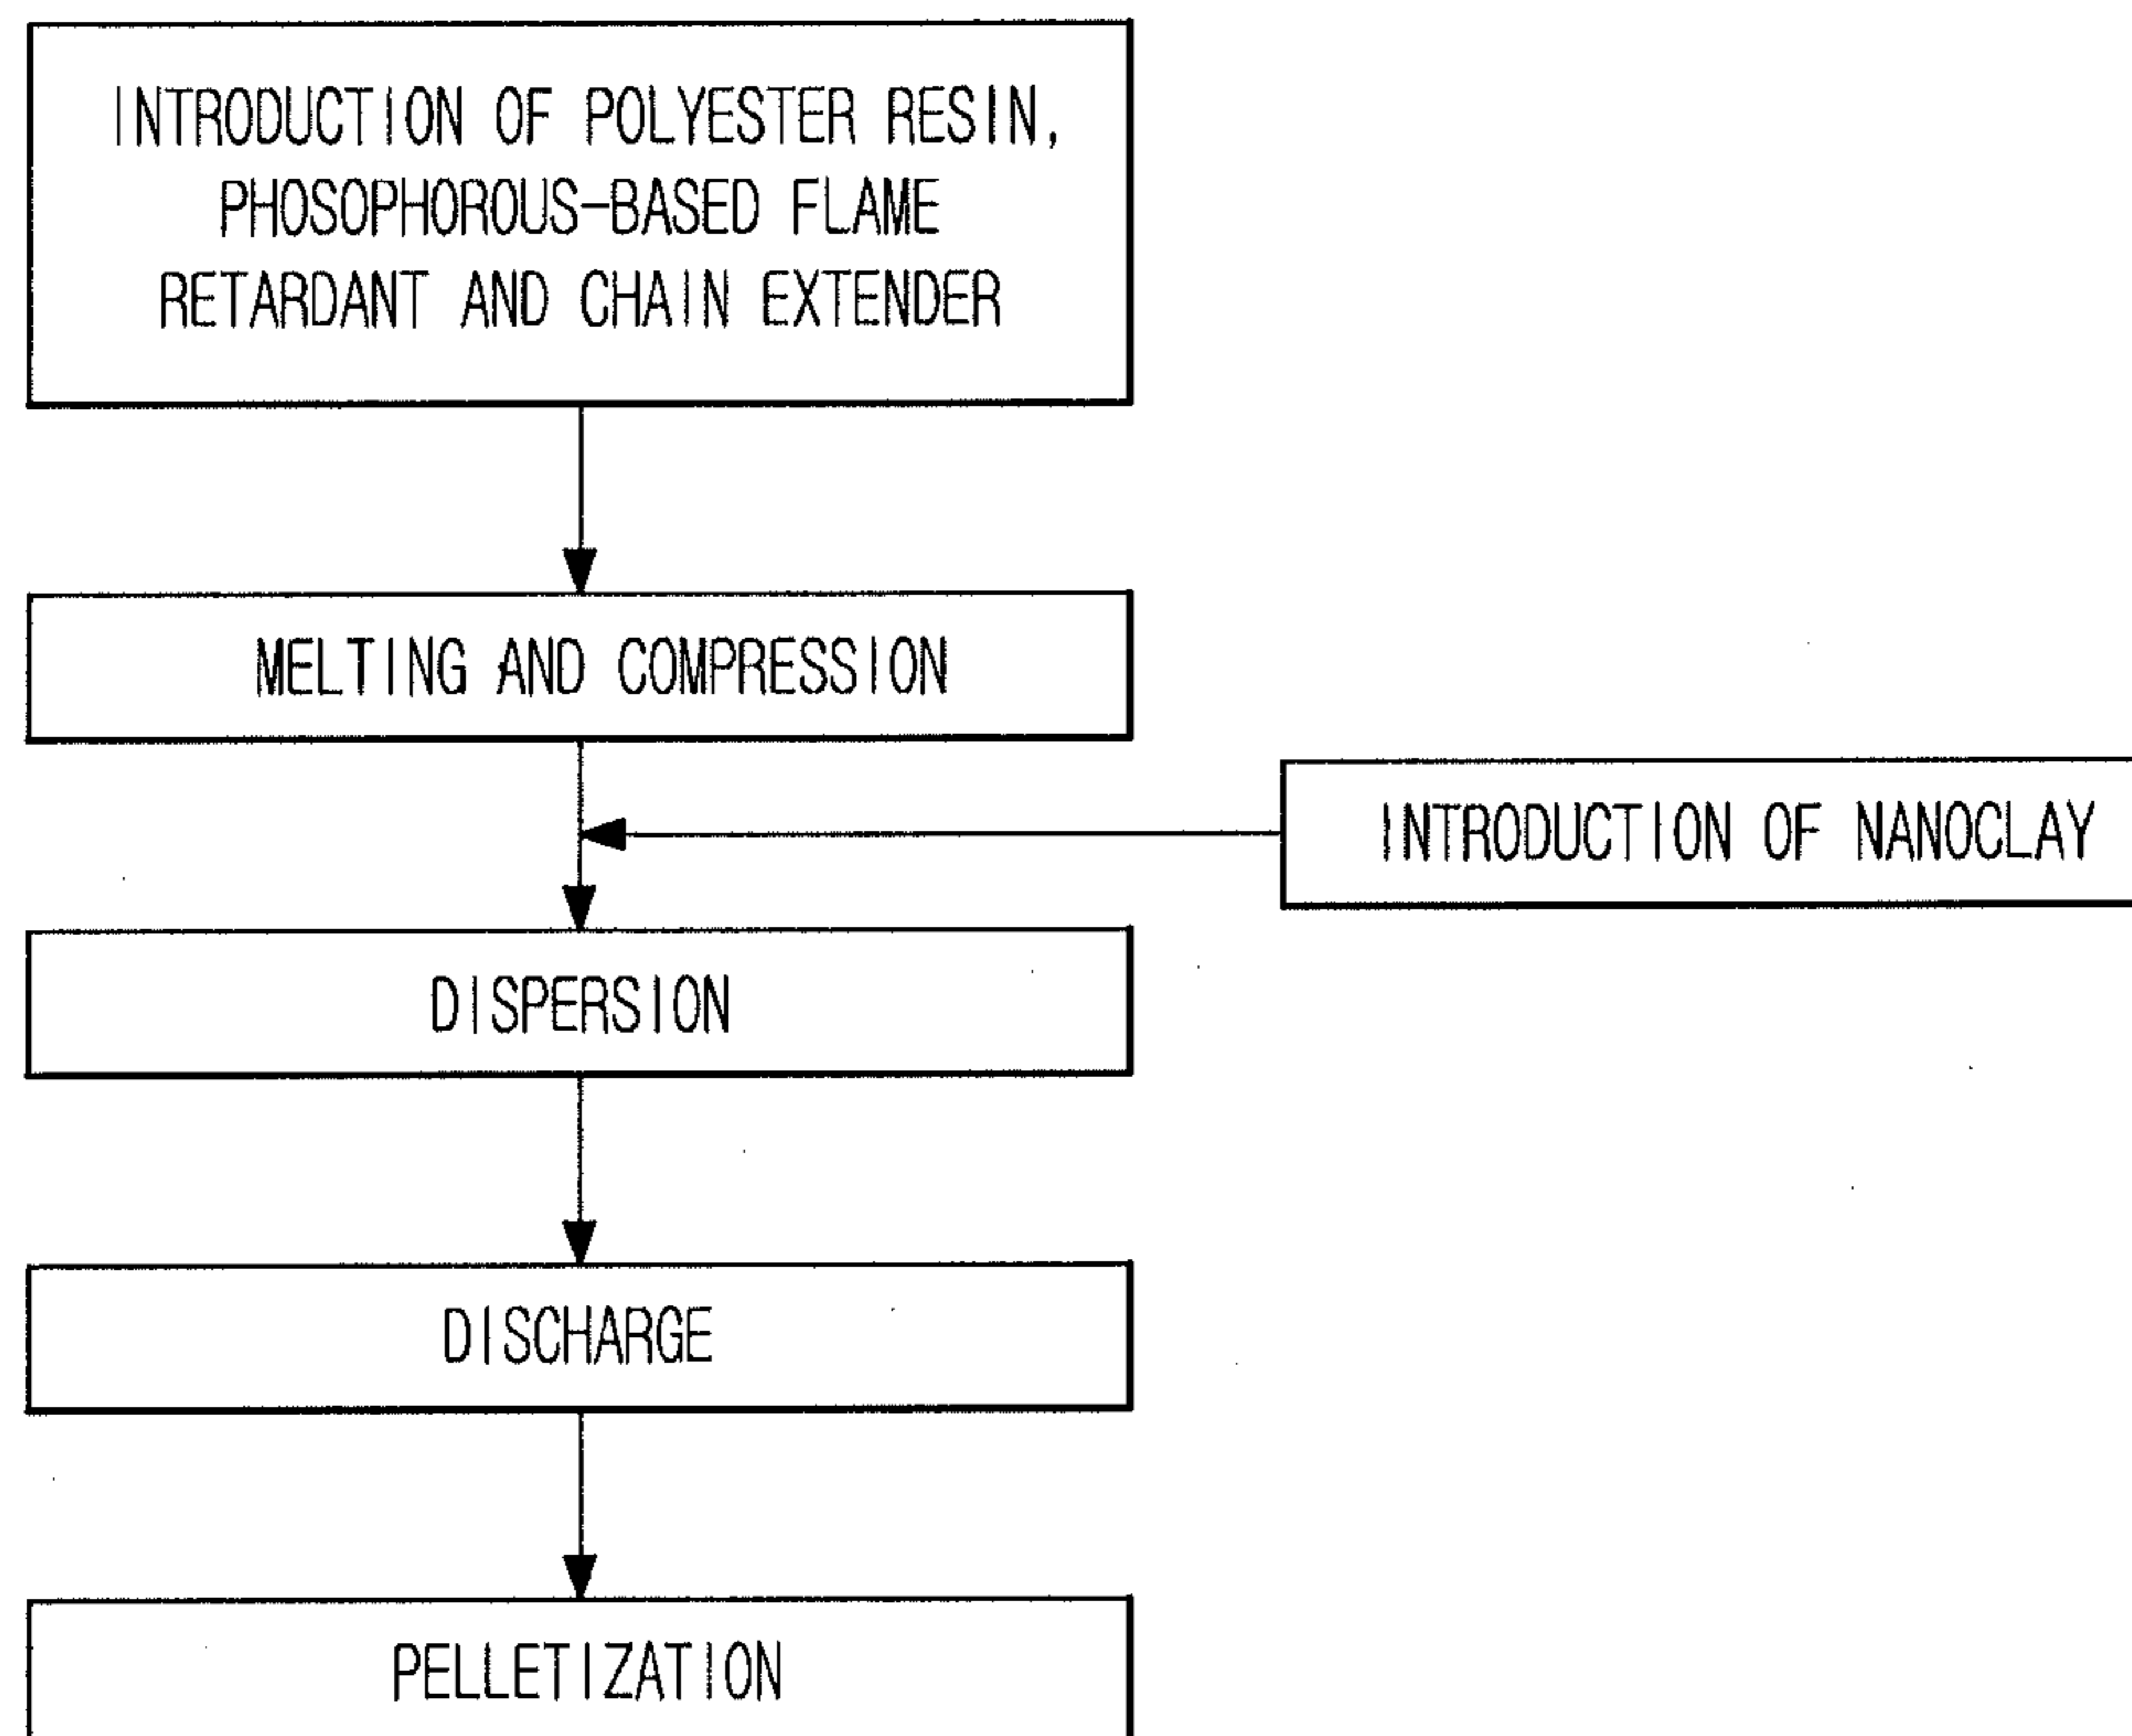 INTRODUCTION OF POLYESTER RESIN,
PHOSOPHOROUS-BASED FLAME
RETARDANT AND CHAIN EXTENDER
MELTING AND COMPRESSION
INTRODUCTION OF NANOCLAY
DISPERSION
DISCHARGE
PELLETIZATION